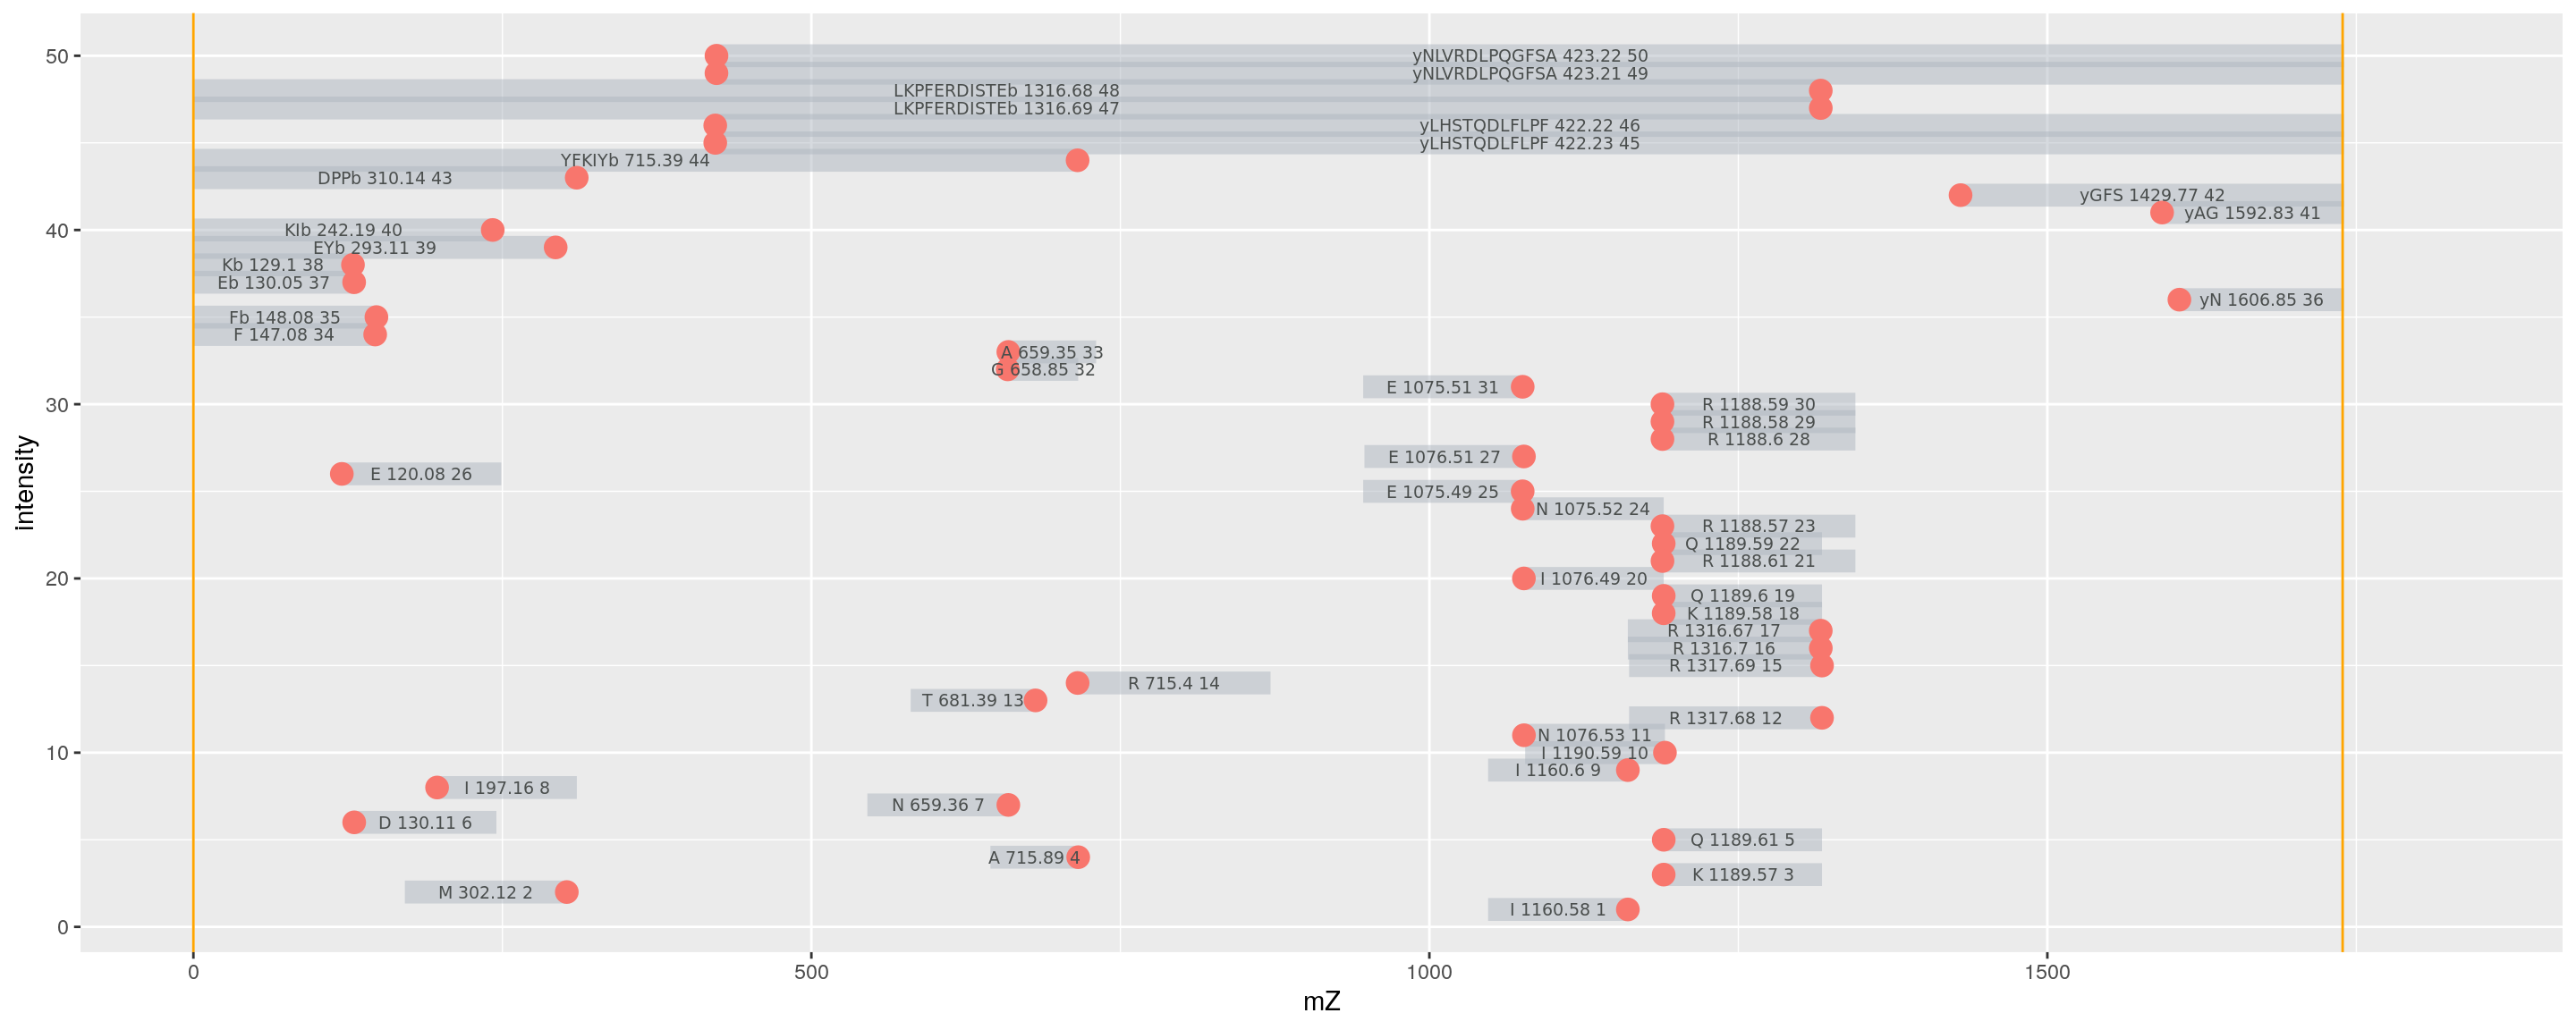 50
yNLVRDLPQGFSA 423.22 50
yNLVRDLPQGFSA 423.21 49
LKPFERDISTEb 1316.68 48
LKPFERDISTEb 1316.69 47
yLHSTQDLFLPF 422.22 46
yLHSTQDLFLPF 422.23 45
YFKIYb 715.39 44
DPPb 310.14 43
yGFS 1429.77 42
yAG 1592.83 41
40
KIb 242.19 40
EYb 293.11 39
Kb 129.1 38
Eb 130.05 37
yN 1606.85 36
Fb 148.08 35
F 147.08 34
A 659.35 33
G 658.85 32
E 1075.51 31
30
R 1188.59 30
R 1188.58 29
R 1188.6 28
E 1076.51 27
E 120.08 26
E 1075.49 25
N 1075.52 24
R 1188.57 23
Q 1189.59 22
R 1188.61 21
20
I 1076.49 20
Q 1189.6 19
K 1189.58 18
R 1316.67 17
R 1316.7 16
R 1317.69 15
R 715.4 14
T 681.39 13
R 1317.68 12
N 1076.53 11
10
I 1190.59 10
I 1160.6 9
I 197.16 8
N 659.36 7
D 130.11 6
Q 1189.61 5
A 715.89 4
K 1189.57 3
M 302.12 2
I 1160.58 1
0
intensity
0 500 1000 1500
mZ